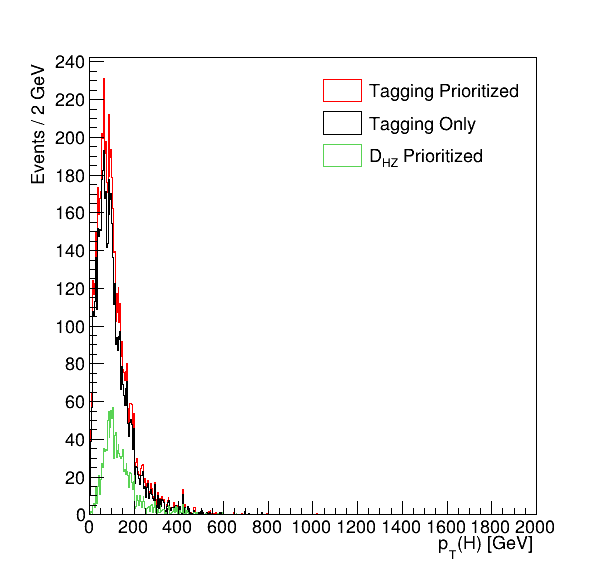 Events / 2 GeV
240
220
200
180
160
140
120
100
80
60
40
20
0
Tagging Prioritized
Tagging Only
D_HZ Prioritized
0 200 400 600 800 1000 1200 1400 1600 1800 2000
p_T(H) [GeV]